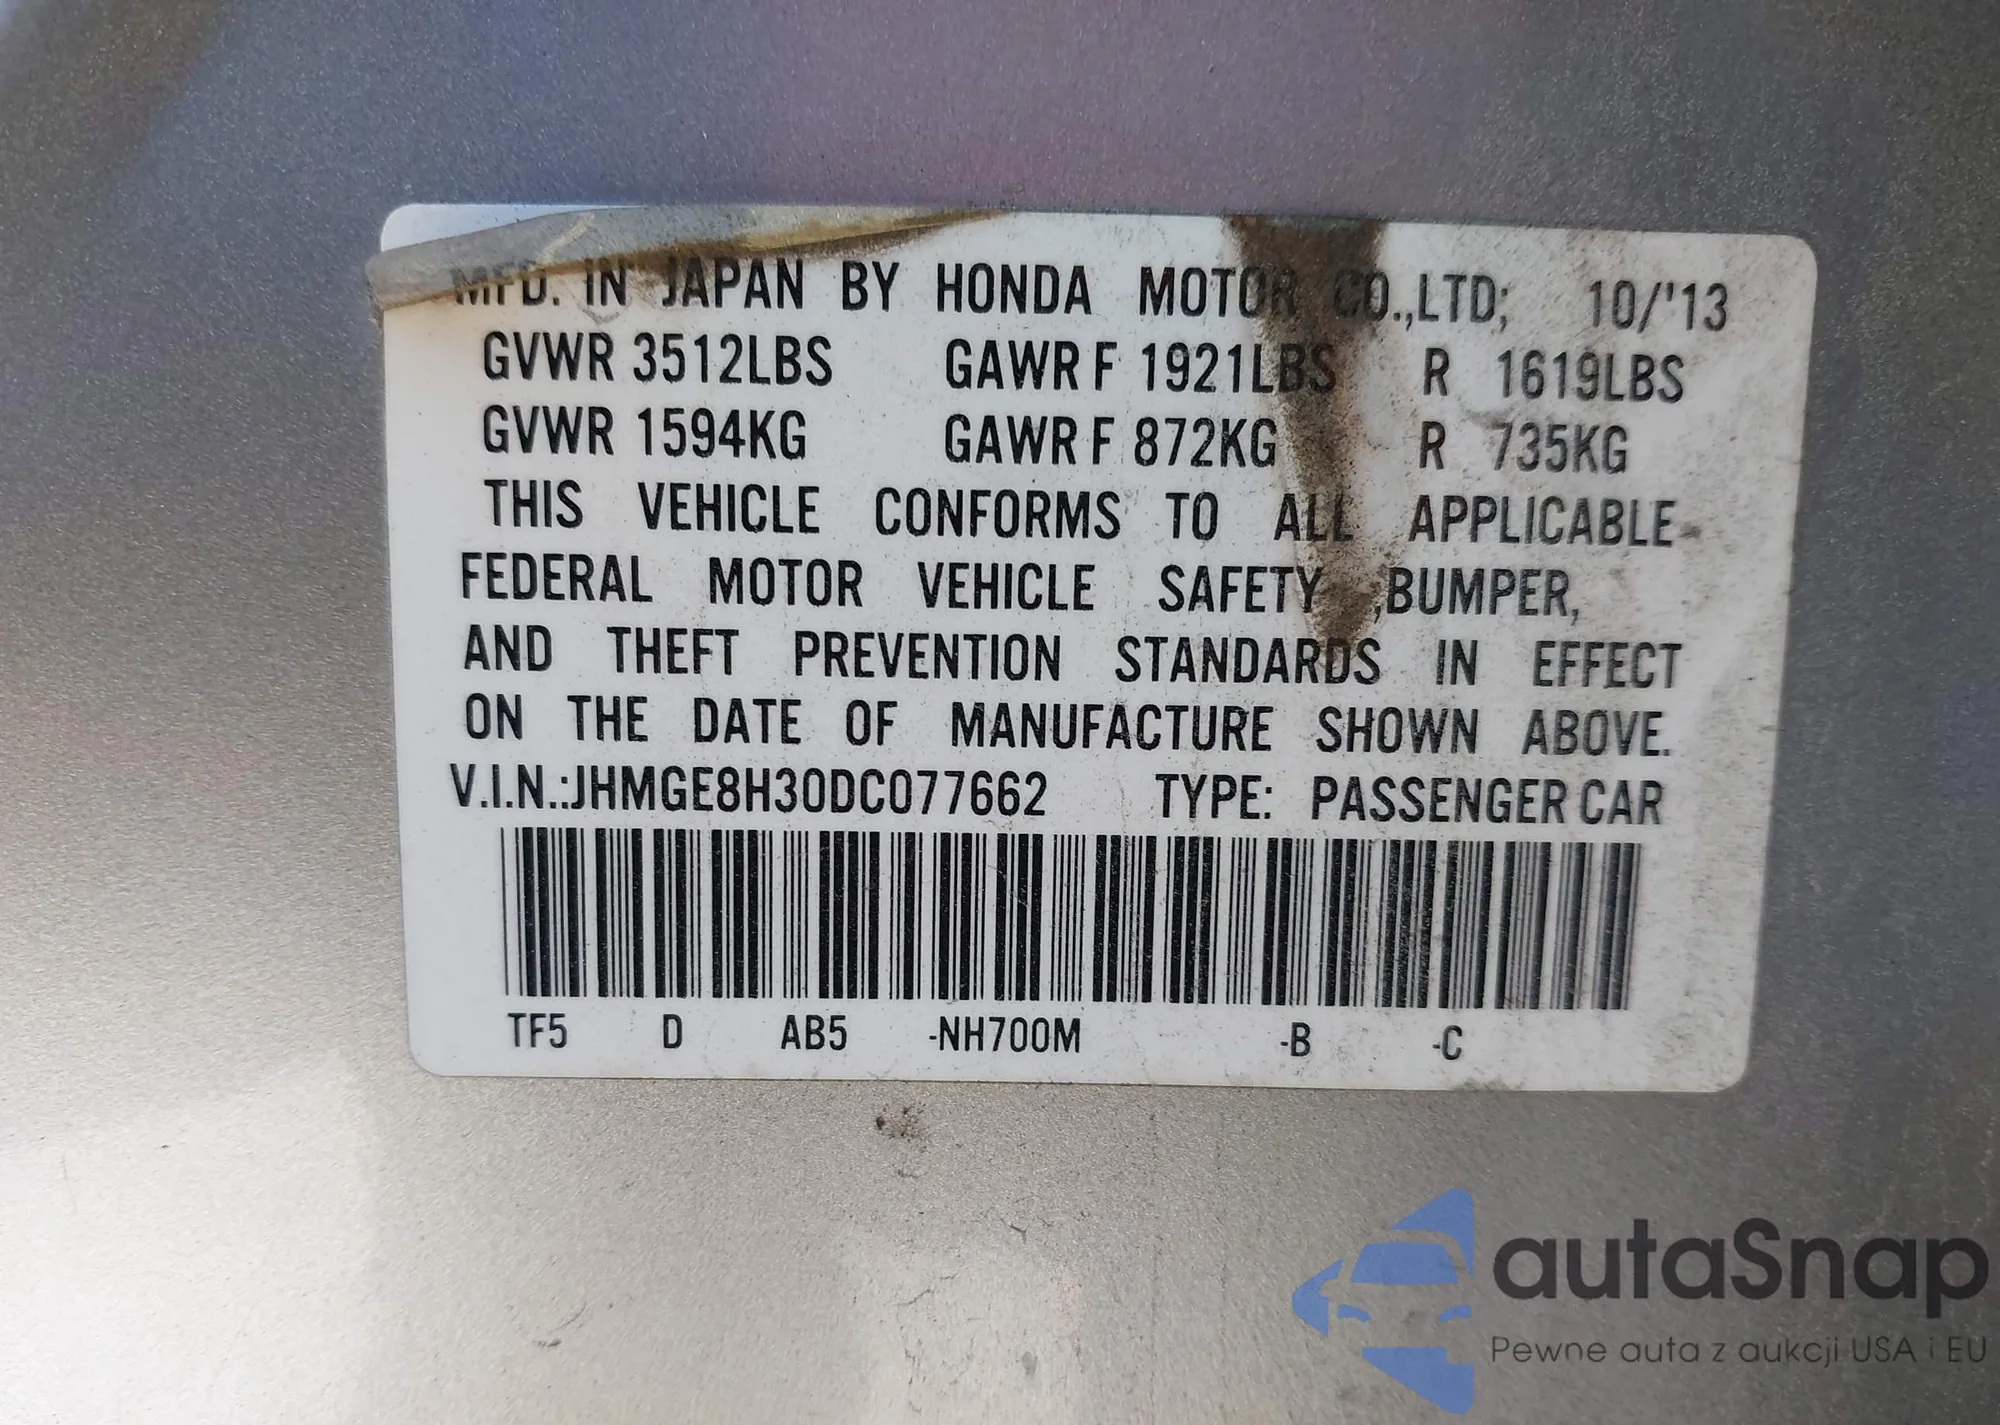 MFD. IN JAPAN BY HONDA MOTOR CO.,LTD; 10/'13
GVWR 3512LBS GAWR F 1921LBS R 1619LBS
GVWR 1594KG GAWR F 872KG R 735KG
THIS VEHICLE CONFORMS TO ALL APPLICABLE
FEDERAL MOTOR VEHICLE SAFETY ,BUMPER,
AND THEFT PREVENTION STANDARDS IN EFFECT
ON THE DATE OF MANUFACTURE SHOWN ABOVE.
V.I.N.:JHMGE8H30DC077662 TYPE: PASSENGER CAR
TF5 D AB5 -NH700M -B -C
autaSnap
Pewne auta z aukcji USA i EU